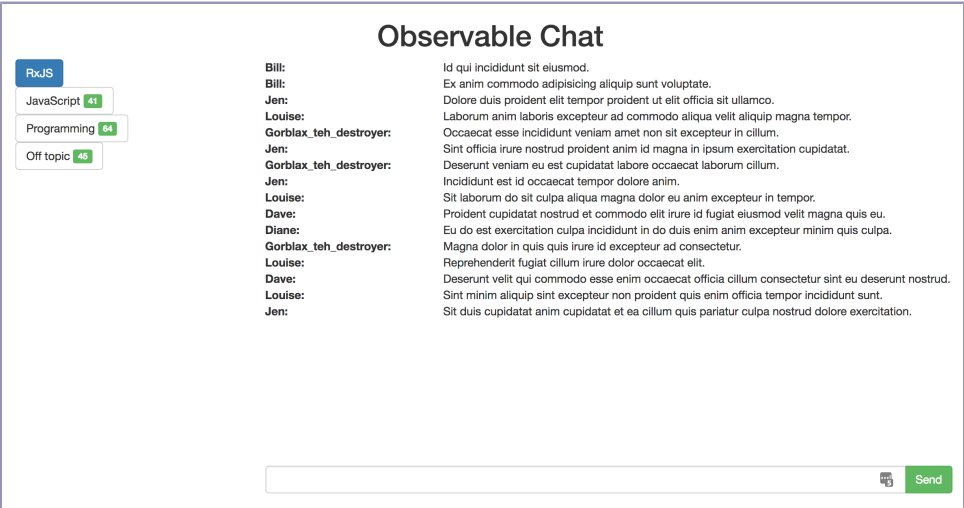 Observable Chat
RxJS
JavaScript 41
Programming 64
Off topic 45
Bill: Id qui incididunt sit eiusmod.
Bill: Ex anim commodo adipisicing aliquip sunt voluptate.
Jen: Dolore duis proident elit tempor proident ut elit officia sit ullamco.
Louise: Laborum anim laboris excepteur ad commodo aliqua velit aliquip magna tempor.
Gorblax_teh_destroyer: Occaecat esse incididunt veniam amet non sit excepteur in cillum.
Jen: Sint officia irure nostrud proident anim id magna in ipsum exercitation cupidatat.
Gorblax_teh_destroyer: Deserunt veniam eu est cupidatat labore occaecat laborum cillum.
Jen: Incididunt est id occaecat tempor dolore anim.
Louise: Sit laborum do sit culpa aliqua magna dolor eu anim excepteur in tempor.
Dave: Proident cupidatat nostrud et commodo elit irure id fugiat eiusmod velit magna quis eu.
Diane: Eu do est exercitation culpa incididunt in do duis enim anim excepteur minim quis culpa.
Gorblax_teh_destroyer: Magna dolor in quis quis irure id excepteur ad consectetur.
Louise: Reprehenderit fugiat cillum irure dolor occaecat elit.
Dave: Deserunt velit qui commodo esse enim occaecat officia cillum consectetur sint eu deserunt nostrud.
Louise: Sint minim aliquip sint excepteur non proident quis enim officia tempor incididunt sunt.
Jen: Sit duis cupidatat anim cupidatat et ea cillum quis pariatur culpa nostrud dolore exercitation.
5
Send